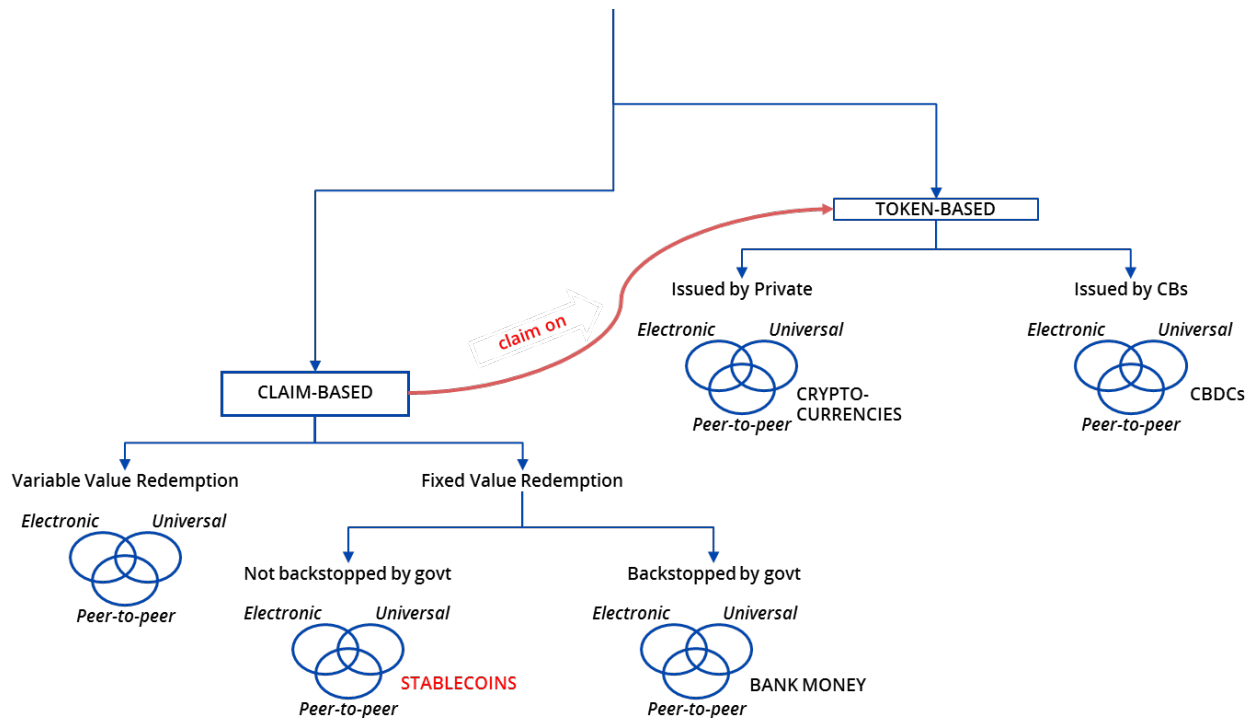 TOKEN-BASED
Issued by Private
Issued by CBs
claim on
Electronic
Universal
Electronic
Universal
CLAIM-BASED
CRYPTO-
CURRENCIES
CBDCs
Peer-to-peer
Peer-to-peer
Variable Value Redemption
Fixed Value Redemption
Electronic
Universal
Not backstopped by govt
Backstopped by govt
Peer-to-peer
Electronic
Universal
Electronic
Universal
STABLECOINS
BANK MONEY
Peer-to-peer
Peer-to-peer